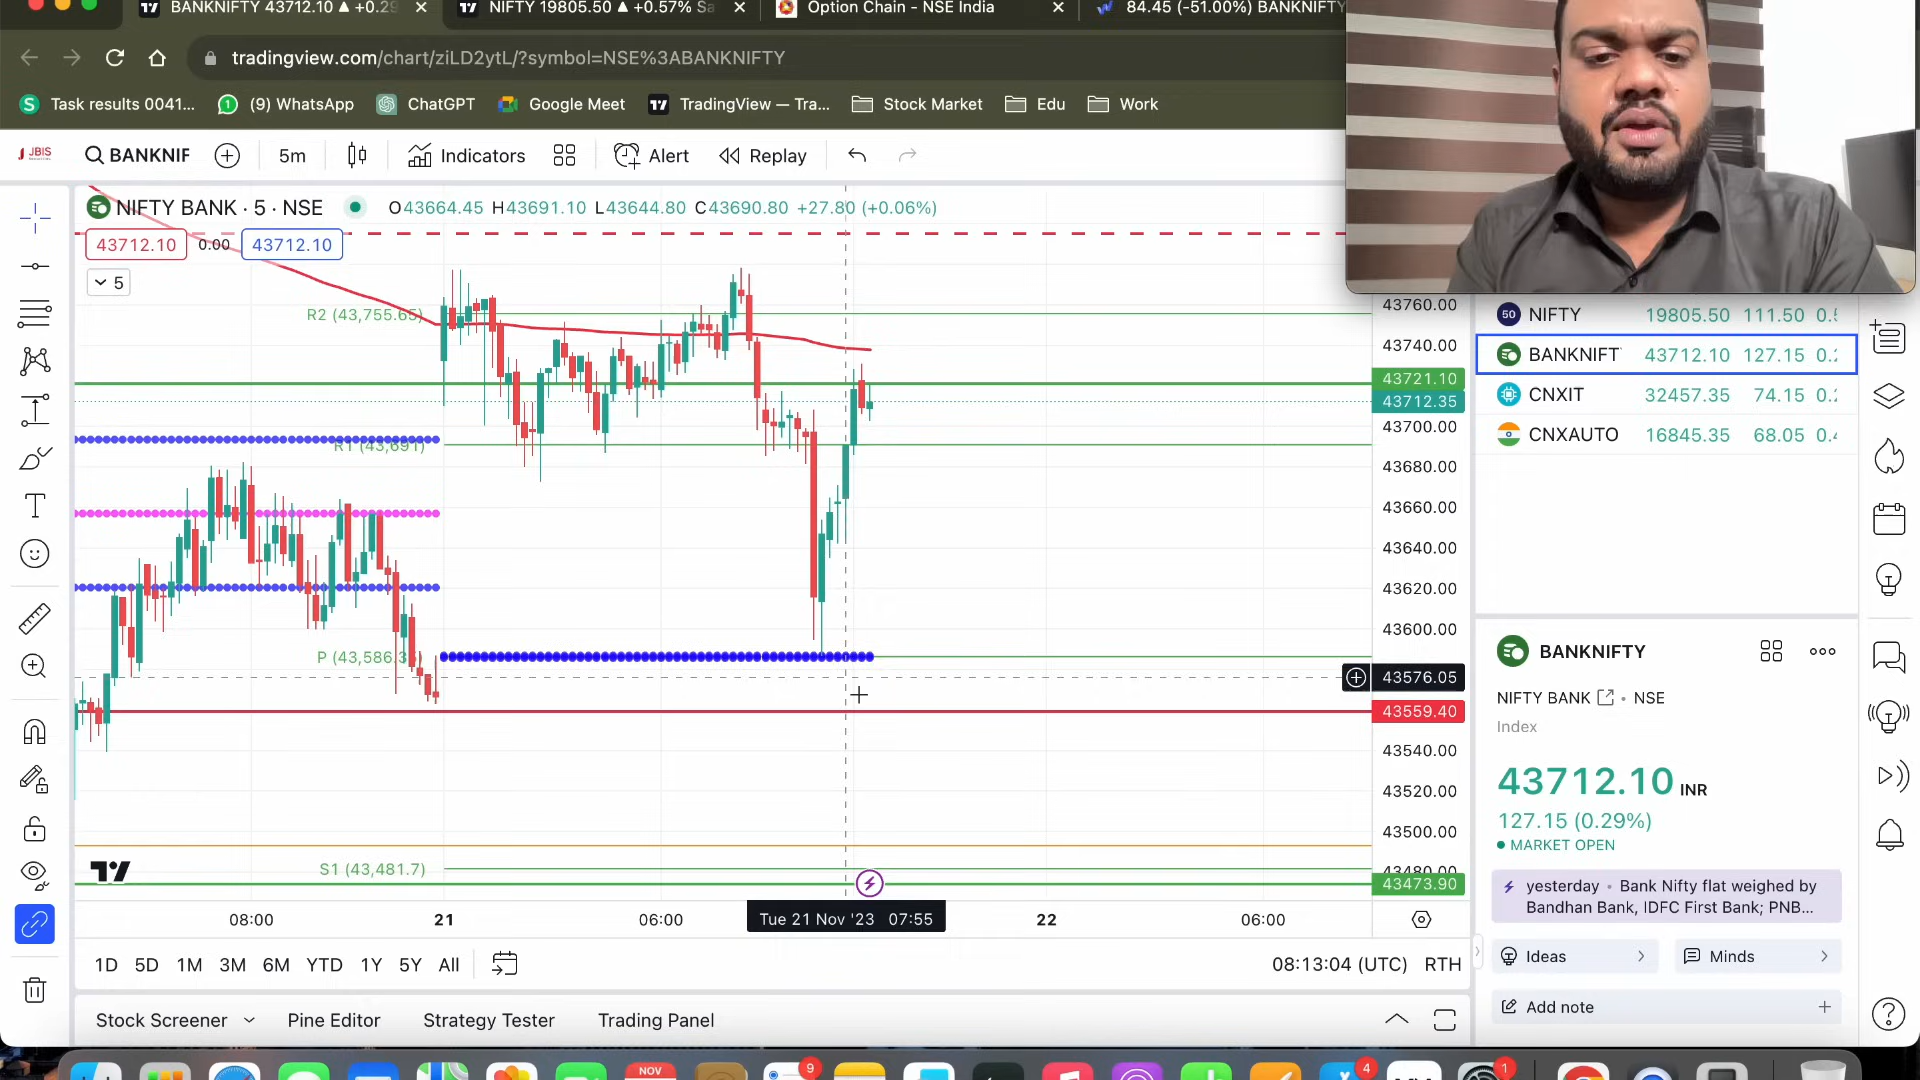 BANKNIFTY 43712.10 ▲ +0.29
NIFTY 19805.50 ▲ +0.57%
Option Chain - NSE India
84.45 (-51.00%) BANKNIFTY
tradingview.com/chart/ziLD2ytL/?symbol=NSE%3ABANKNIFTY
Task results 0041...
(9) WhatsApp
ChatGPT
Google Meet
TradingView — Tra...
Stock Market
Edu
Work
JBIS
BANKNIF
5m
Indicators
Alert
Replay
NIFTY BANK · 5 · NSE
O43664.45 H43691.10 L43644.80 C43690.80 +27.80 (+0.06%)
43712.10
0.00
43712.10
5
R2 (43,755.65)
R1 (43,691)
P (43,586.35)
S1 (43,481.7)
43760.00
43740.00
43721.10
43712.35
43700.00
43680.00
43660.00
43640.00
43620.00
43600.00
43576.05
43559.40
43540.00
43520.00
43500.00
43480.00
43473.90
08:00
21
06:00
Tue 21 Nov '23 07:55
22
06:00
1D
5D
1M
3M
6M
YTD
1Y
5Y
All
08:13:04 (UTC)
RTH
Stock Screener
Pine Editor
Strategy Tester
Trading Panel
50 NIFTY 19805.50 111.50
BANKNIFT 43712.10 127.15
CNXIT 32457.35 74.15
CNXAUTO 16845.35 68.05
BANKNIFTY
NIFTY BANK • NSE
Index
43712.10 INR
127.15 (0.29%)
MARKET OPEN
yesterday • Bank Nifty flat weighed by
Bandhan Bank, IDFC First Bank; PNB...
Ideas
Minds
Add note
NOV
9
4
1